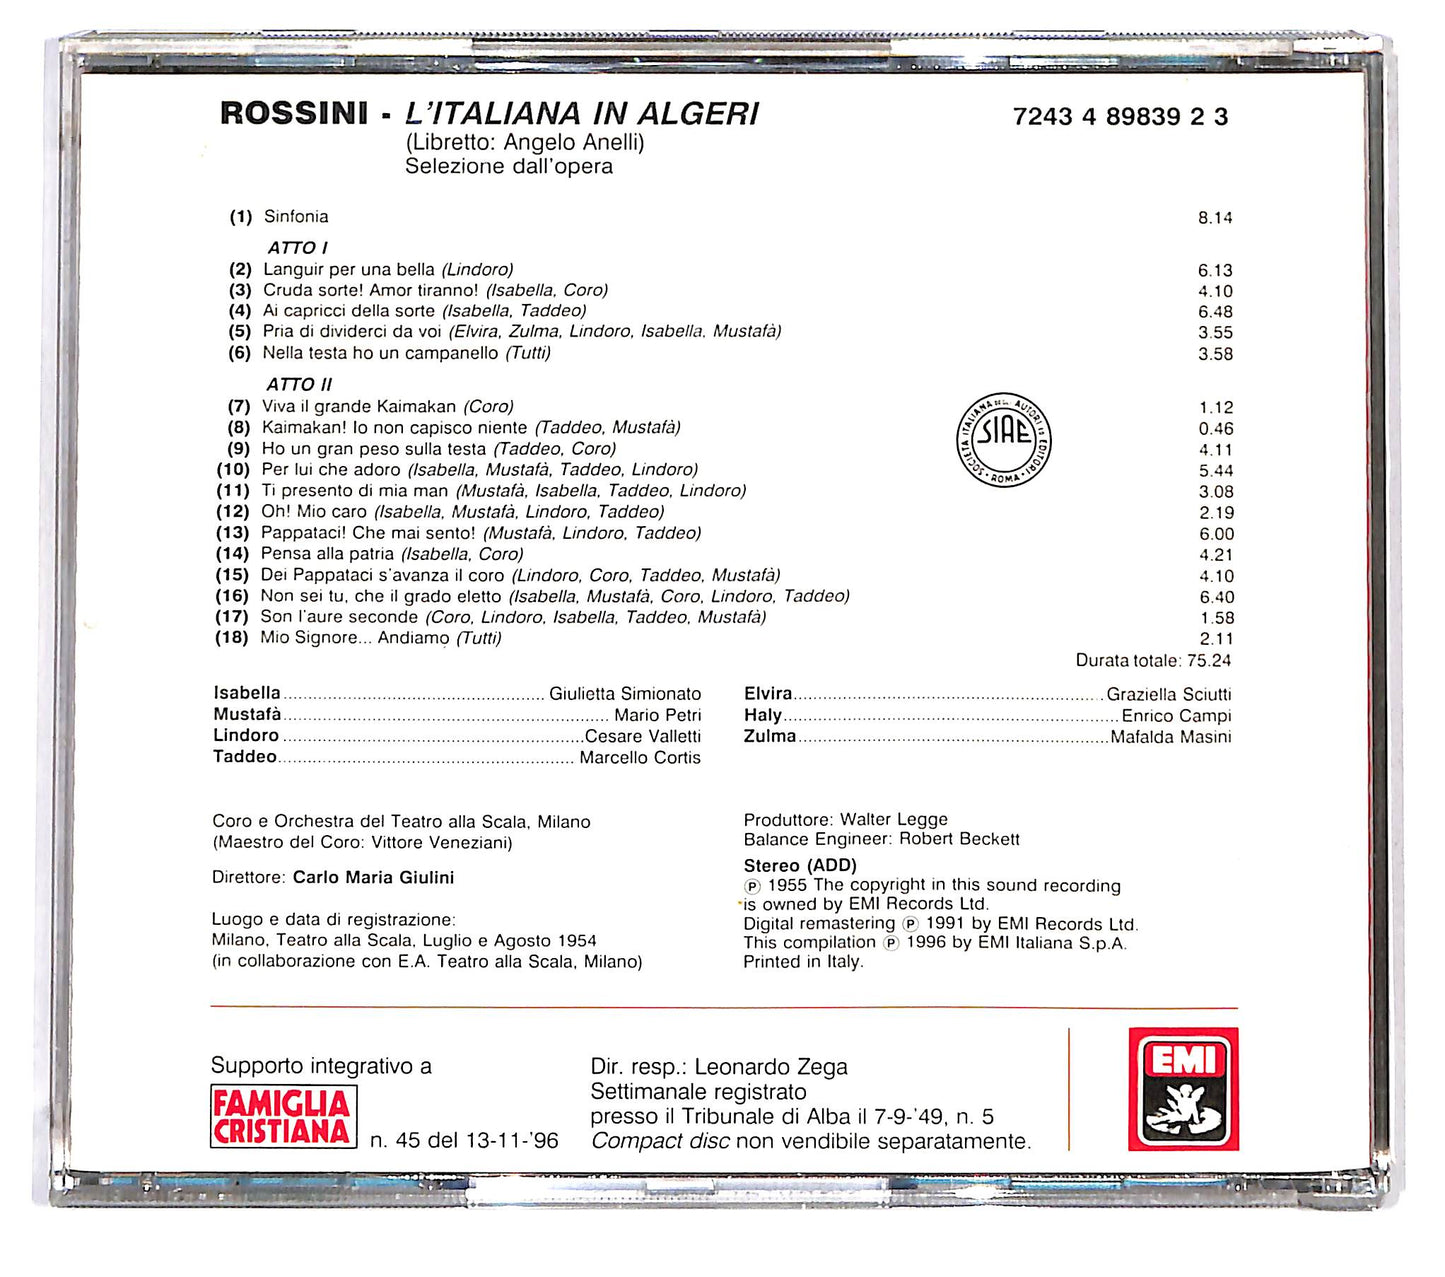 ROSSINI - L'ITALIANA IN ALGERI 7243 4 89839 2 3
(Libretto: Angelo Anelli)
Selezione dall'opera
(1) Sinfonia 8.14
ATTO I
(2) Languir per una bella (Lindoro) 6.13
(3) Cruda sorte! Amor tiranno! (Isabella, Coro) 4.10
(4) Ai capricci della sorte (Isabella, Taddeo) 6.48
(5) Pria di dividerci da voi (Elvira, Zulma, Lindoro, Isabella, Mustafà) 3.55
(6) Nella testa ho un campanello (Tutti) 3.58
ATTO II
(7) Viva il grande Kaimakan (Coro) 1.12
(8) Kaimakan! Io non capisco niente (Taddeo, Mustafà) 0.46
(9) Ho un gran peso sulla testa (Taddeo, Coro) 4.11
(10) Per lui che adoro (Isabella, Mustafà, Taddeo, Lindoro) 5.44
(11) Ti presento di mia man (Mustafà, Isabella, Taddeo, Lindoro) 3.08
(12) Oh! Mio caro (Isabella, Mustafà, Lindoro, Taddeo) 2.19
(13) Pappataci! Che mai sento! (Mustafà, Lindoro, Taddeo) 6.00
(14) Pensa alla patria (Isabella, Coro) 4.21
(15) Dei Pappataci s'avanza il coro (Lindoro, Coro, Taddeo, Mustafà) 4.10
(16) Non sei tu, che il grado eletto (Isabella, Mustafà, Coro, Lindoro, Taddeo) 6.40
(17) Son l'aure seconde (Coro, Lindoro, Isabella, Taddeo, Mustafà) 1.58
(18) Mio Signore... Andiamo (Tutti) 2.11
Durata totale: 75.24
SOCIETÀ ITALIANA DEGLI AUTORI ED EDITORI · ROMA ·
SIAE
Isabella ........ Giulietta Simionato
Mustafà ........ Mario Petri
Lindoro ........ Cesare Valletti
Taddeo ........ Marcello Cortis
Elvira ........ Graziella Sciutti
Haly ........ Enrico Campi
Zulma ........ Mafalda Masini
Coro e Orchestra del Teatro alla Scala, Milano
(Maestro del Coro: Vittore Veneziani)
Direttore: Carlo Maria Giulini
Luogo e data di registrazione:
Milano, Teatro alla Scala, Luglio e Agosto 1954
(in collaborazione con E.A. Teatro alla Scala, Milano)
Produttore: Walter Legge
Balance Engineer: Robert Beckett
Stereo (ADD)
℗ 1955 The copyright in this sound recording
is owned by EMI Records Ltd.
Digital remastering ℗ 1991 by EMI Records Ltd.
This compilation ℗ 1996 by EMI Italiana S.p.A.
Printed in Italy.
Supporto integrativo a
FAMIGLIA
CRISTIANA
n. 45 del 13-11-'96
Dir. resp.: Leonardo Zega
Settimanale registrato
presso il Tribunale di Alba il 7-9-'49, n. 5
Compact disc non vendibile separatamente.
EMI